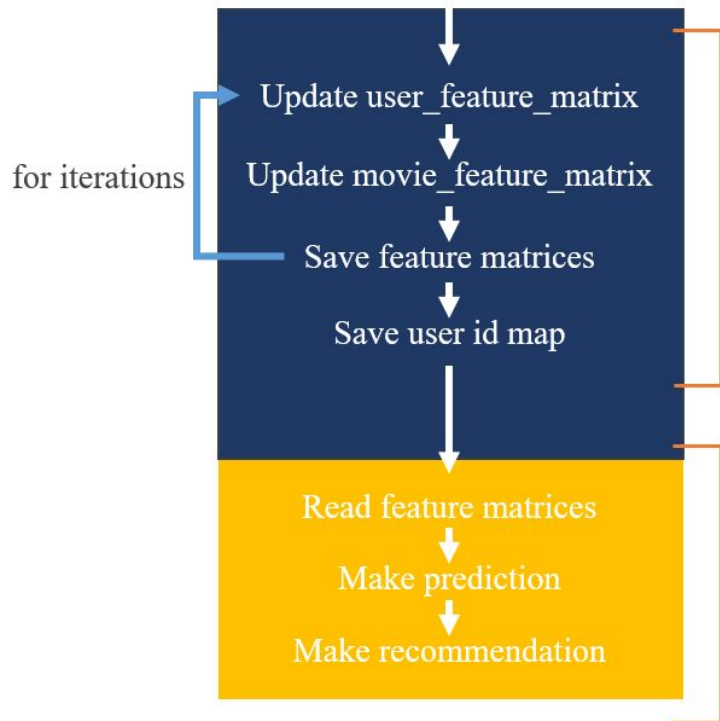 Update user_feature_matrix
for iterations
Update movie_feature_matrix
Save feature matrices
Save user id map
Read feature matrices
Make prediction
Make recommendation